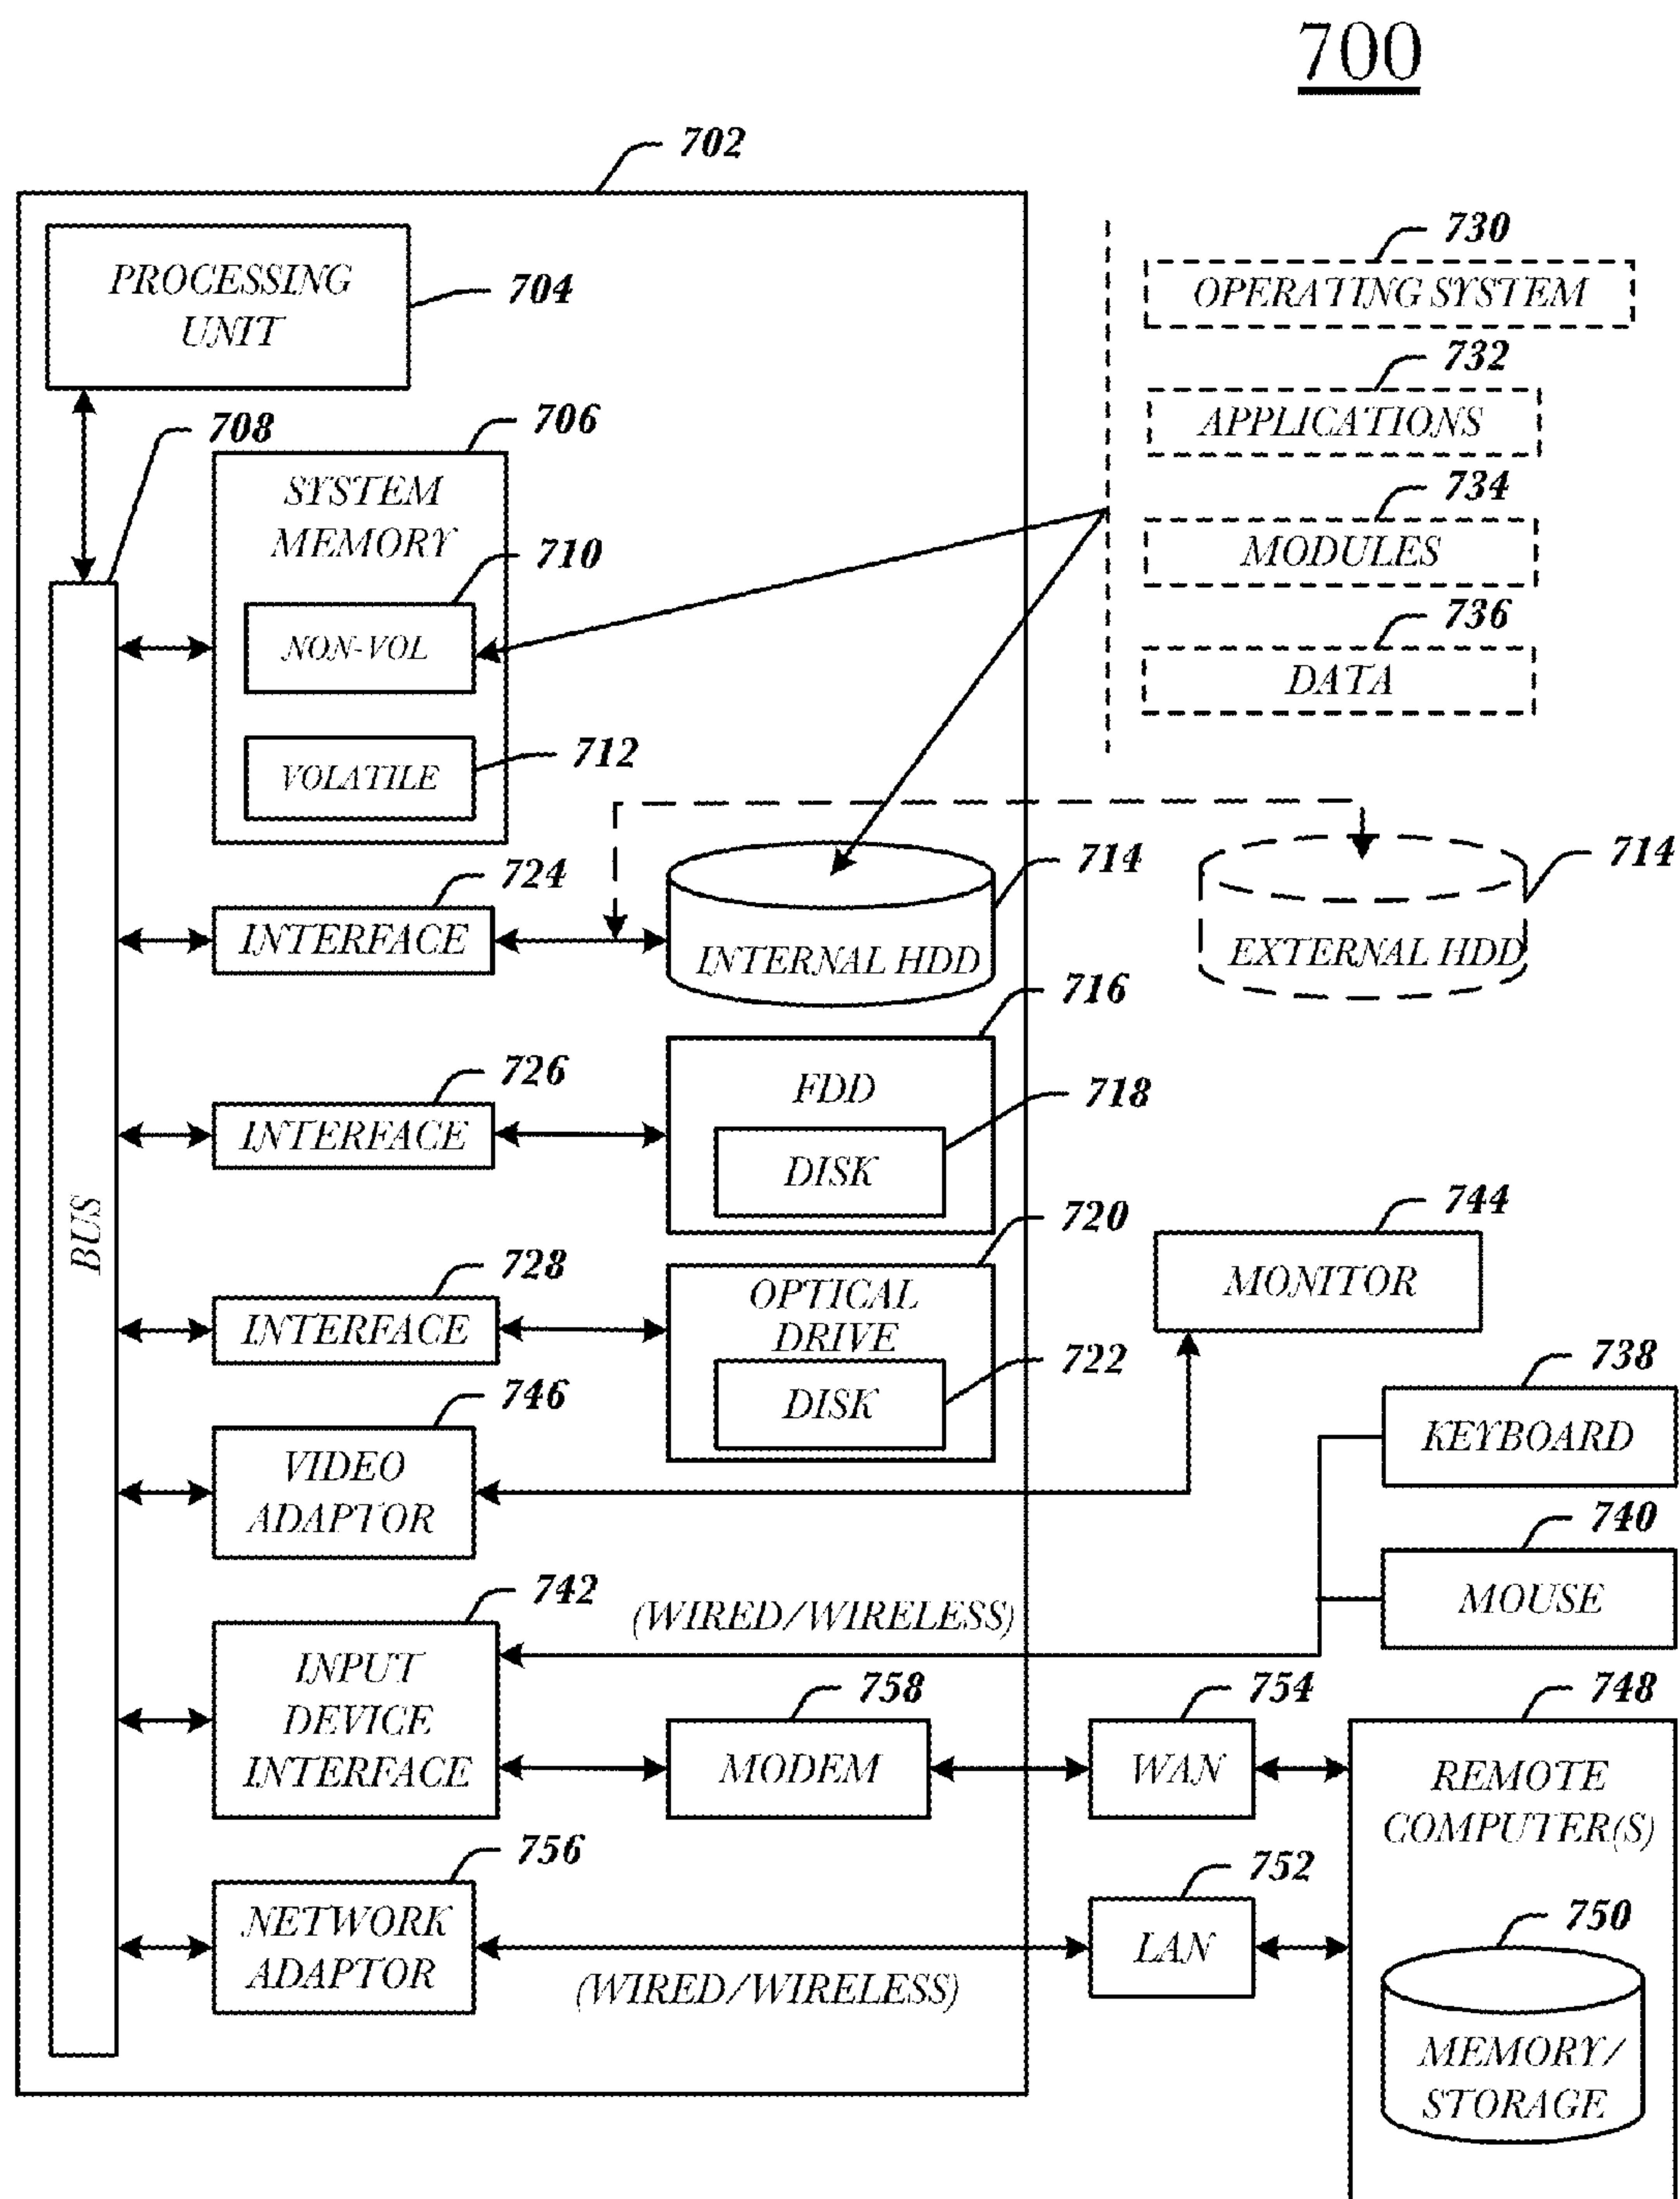 700
702
PROCESSING
UNIT
704
708
706
SYSTEM
MEMORY
710
NON-VOL
712
VOLATILE
730
OPERATING SYSTEM
732
APPLICATIONS
734
MODULES
736
DATA
724
INTERFACE
714
INTERNAL HDD
714
EXTERNAL HDD
726
INTERFACE
716
FDD
718
DISK
BUS
728
INTERFACE
720
OPTICAL
DRIVE
722
DISK
744
MONITOR
746
VIDEO
ADAPTOR
738
KEYBOARD
740
MOUSE
742
INPUT
DEVICE
INTERFACE
(WIRED/WIRELESS)
758
MODEM
754
WAN
748
REMOTE
COMPUTER(S)
756
NETWORK
ADAPTOR
(WIRED/WIRELESS)
752
LAN
750
MEMORY/
STORAGE